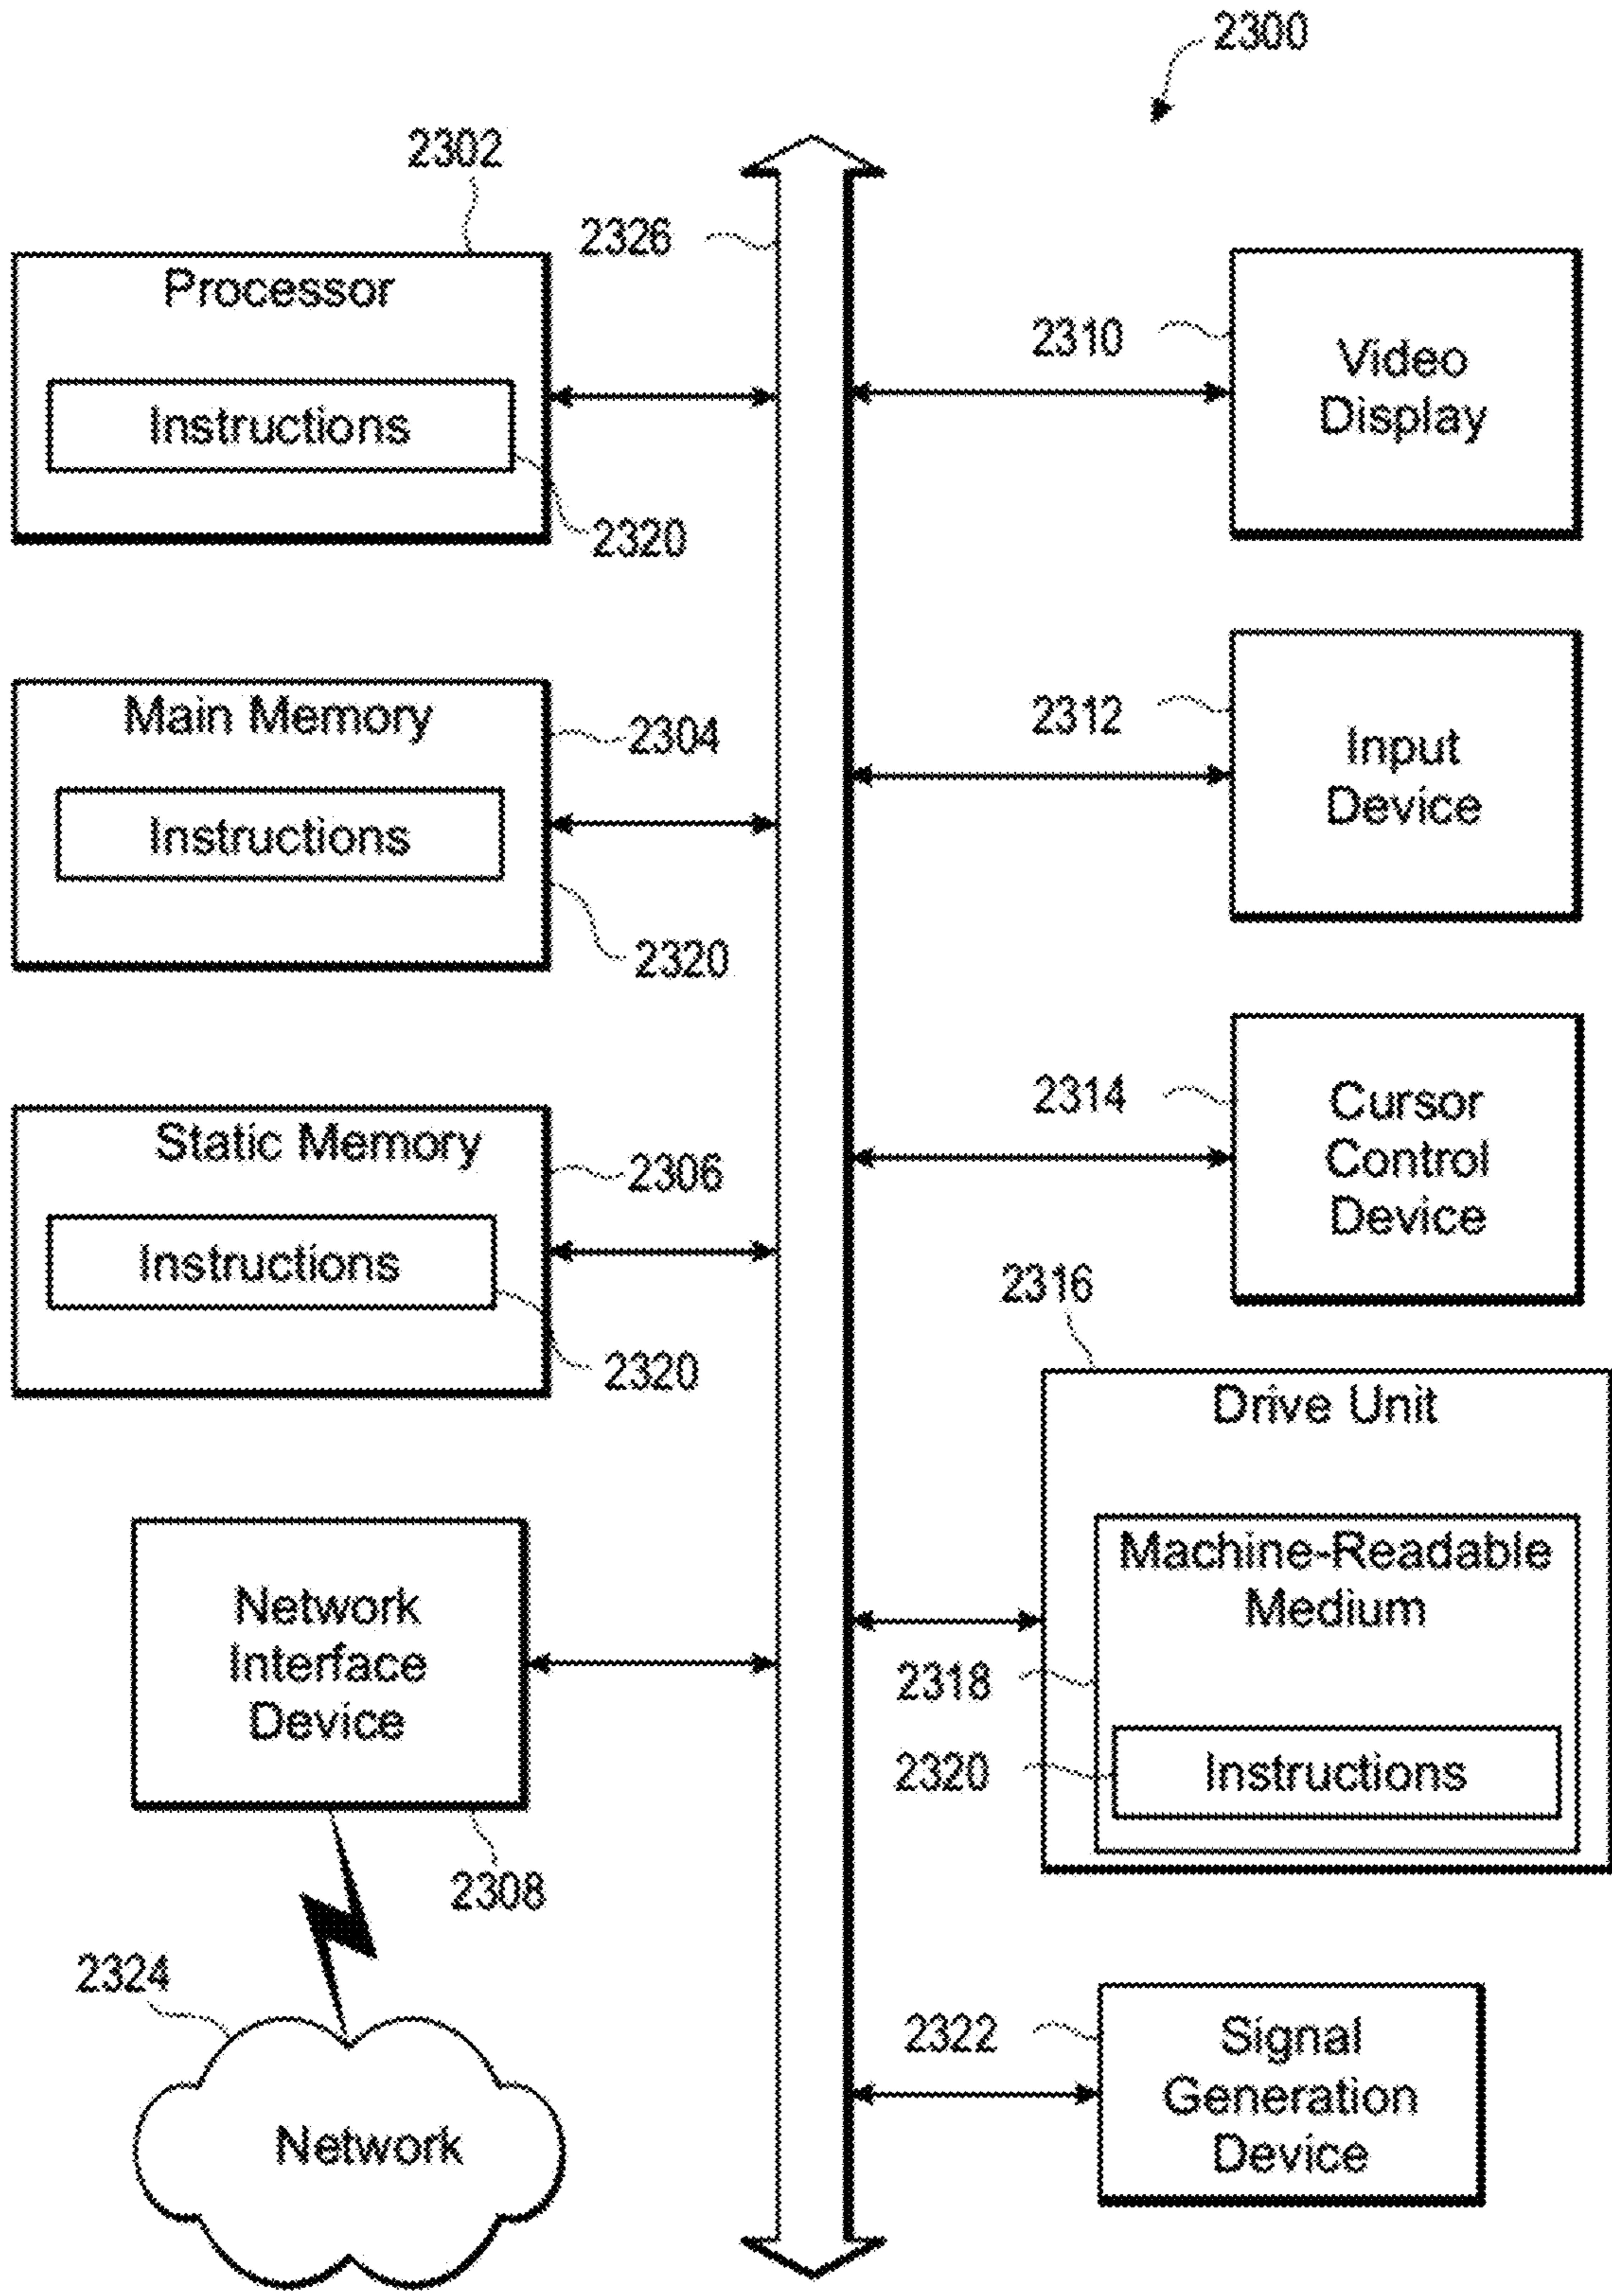 2300
2302
2326
Processor
Instructions
2320
2310
Video
Display
Main Memory
2304
Instructions
2320
2312
Input
Device
Static Memory
2306
Instructions
2320
2314
Cursor
Control
Device
2316
Drive Unit
Machine-Readable
Medium
2318
2320
Instructions
Network
Interface
Device
2308
2324
Network
2322
Signal
Generation
Device